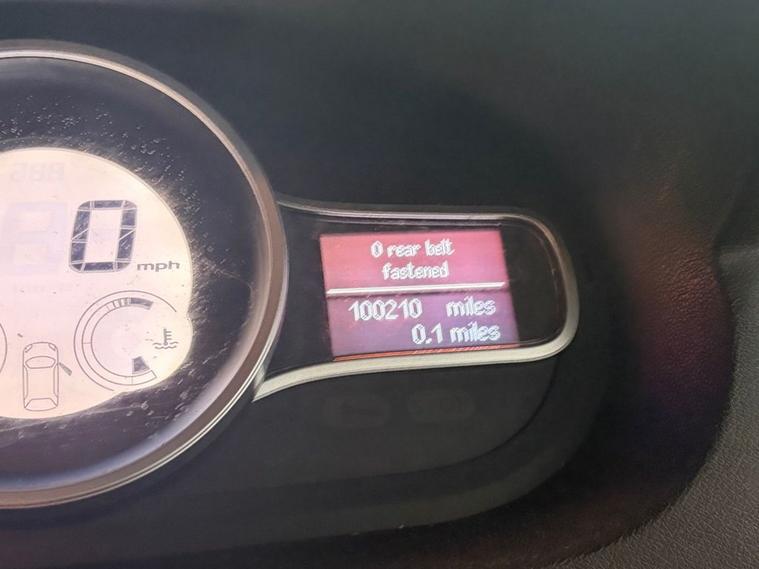 0
mph
0 rear belt
fastened
100210 miles
0.1 miles